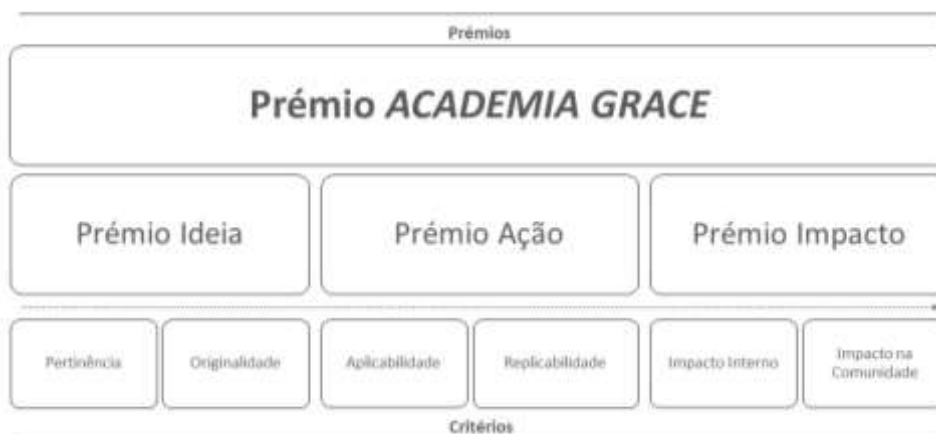 Prémios
Prémio ACADEMIA GRACE
Prémio Ideia
Prémio Ação
Prémio Impacto
Pertinência
Originalidade
Aplicabilidade
Replicabilidade
Impacto Interno
Impacto na
Comunidade
Critérios